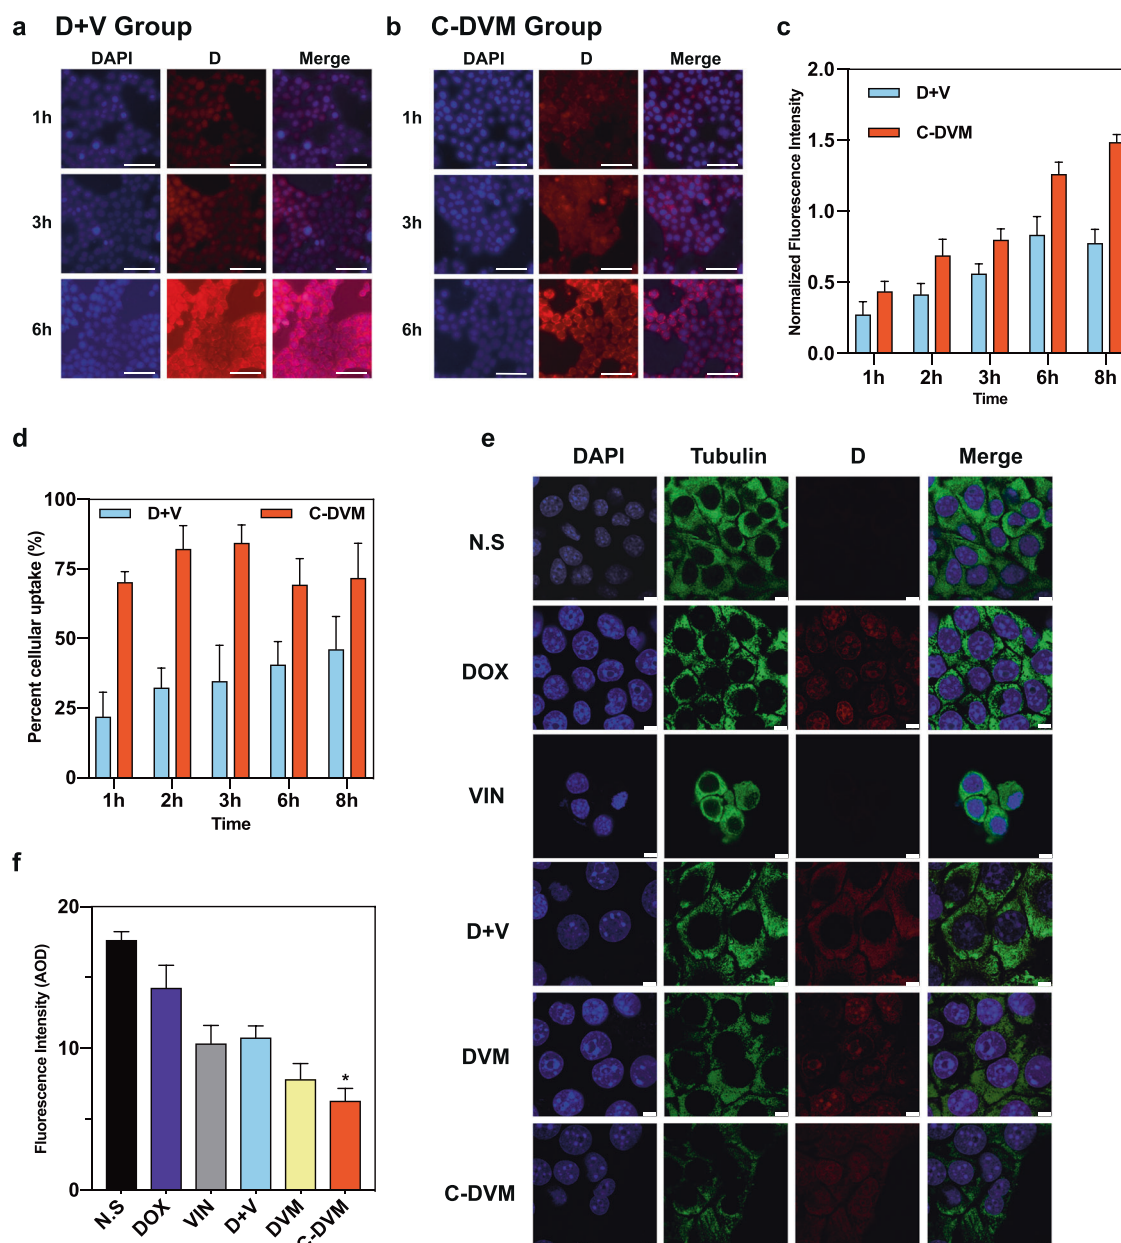 a D+V Group
DAPI D Merge
1h
3h
6h
b C-DVM Group
DAPI D Merge
1h
3h
6h
c
Normalized Fluorescence Intensity
2.0
1.5
1.0
0.5
0.0
D+V
C-DVM
1h 2h 3h 6h 8h
Time
d
Percent cellular uptake (%)
100
75
50
25
0
D+V C-DVM
1h 2h 3h 6h 8h
Time
e
DAPI Tubulin D Merge
N.S
DOX
VIN
D+V
DVM
C-DVM
f
Fluorescence Intensity (AOD)
20
10
0
*
N.S DOX VIN D+V DVM C-DVM